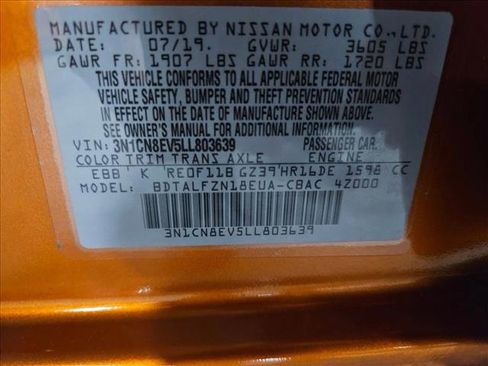 MANUFACTURED BY NISSAN MOTOR CO.,LTD.
DATE: 07/19. GVWR: 3605 LBS
GAWR FR: 1907 LBS GAWR RR: 1720 LBS
THIS VEHICLE CONFORMS TO ALL APPLICABLE FEDERAL MOTOR
VEHICLE SAFETY, BUMPER AND THEFT PREVENTION STANDARDS
IN EFFECT ON THE DATE OF MANUFACTURE SHOWN ABOVE.
SEE OWNER'S MANUAL FOR ADDITIONAL INFORMATION.
VIN: 3N1CN8EV5LL803639 PASSENGER CAR
COLOR TRIM TRANS AXLE ENGINE
EBB' K 'RE0F11B GZ39'HR16DE 1598 CC
MODEL: BDTALFZN18EUA-CBAC 4Z000
3N1CN8EV5LL803639